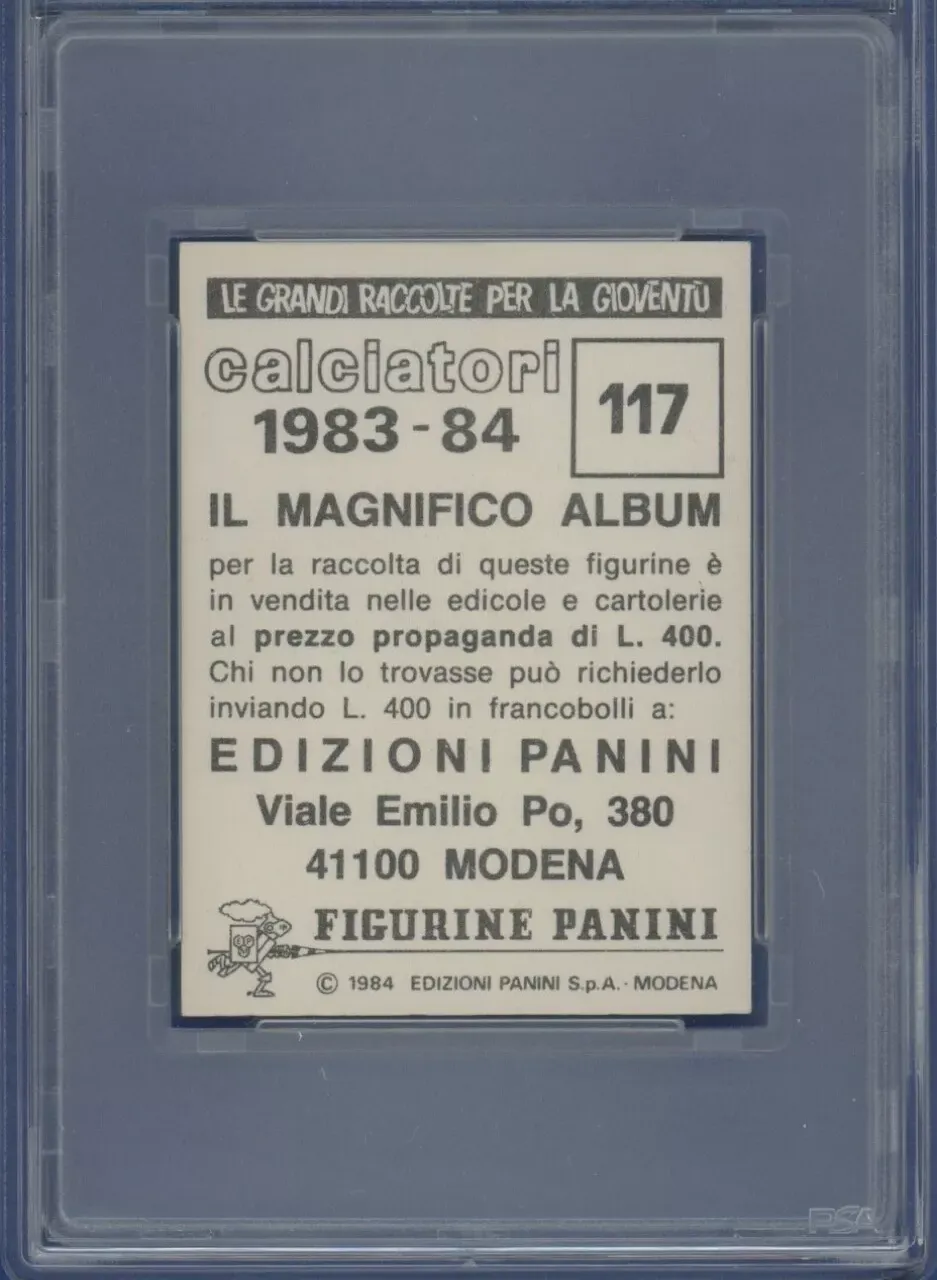 LE GRANDI RACCOLTE PER LA GIOVENTÙ
calciatori
1983-84
117
IL MAGNIFICO ALBUM
per la raccolta di queste figurine è
in vendita nelle edicole e cartolerie
al prezzo propaganda di L. 400.
Chi non lo trovasse può richiederlo
inviando L. 400 in francobolli a:
EDIZIONI PANINI
Viale Emilio Po, 380
41100 MODENA
FIGURINE PANINI
© 1984 EDIZIONI PANINI S.p.A. · MODENA
PSA